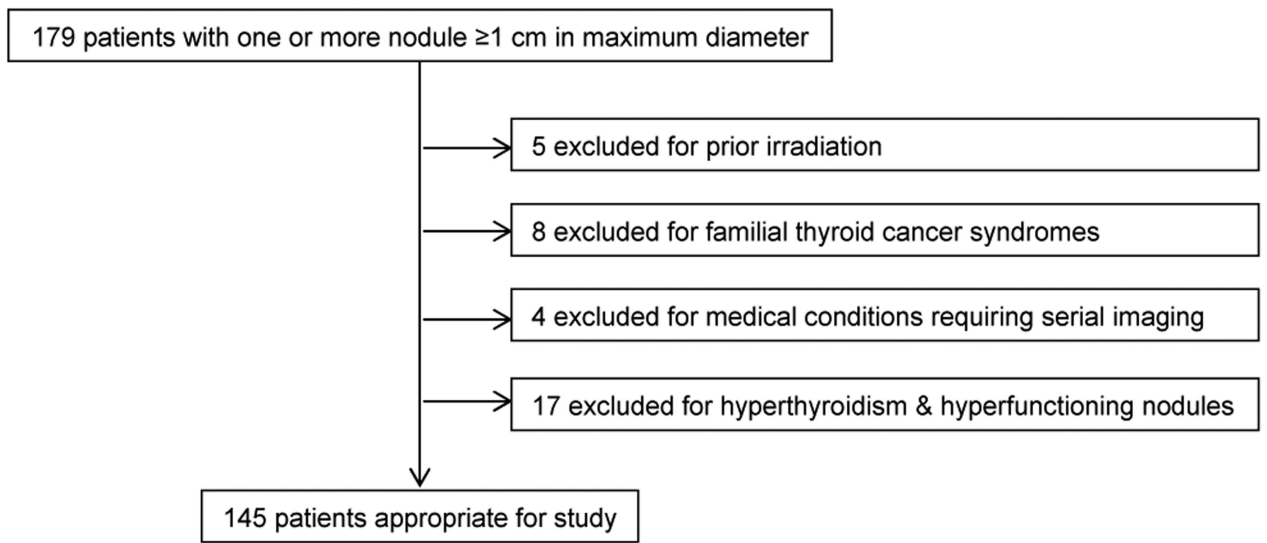 179 patients with one or more nodule ≥1 cm in maximum diameter
5 excluded for prior irradiation
8 excluded for familial thyroid cancer syndromes
4 excluded for medical conditions requiring serial imaging
17 excluded for hyperthyroidism & hyperfunctioning nodules
145 patients appropriate for study